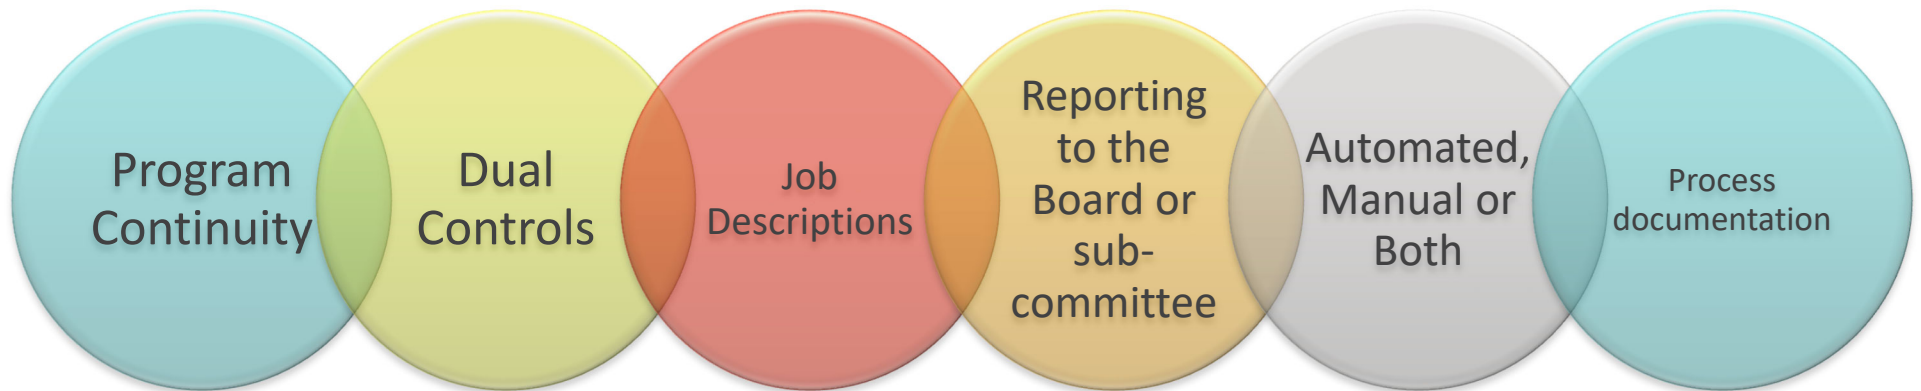 Program
Continuity
Dual
Controls
Job
Descriptions
Reporting
to the
Board or
sub-
committee
Automated,
Manual or
Both
Process
documentation